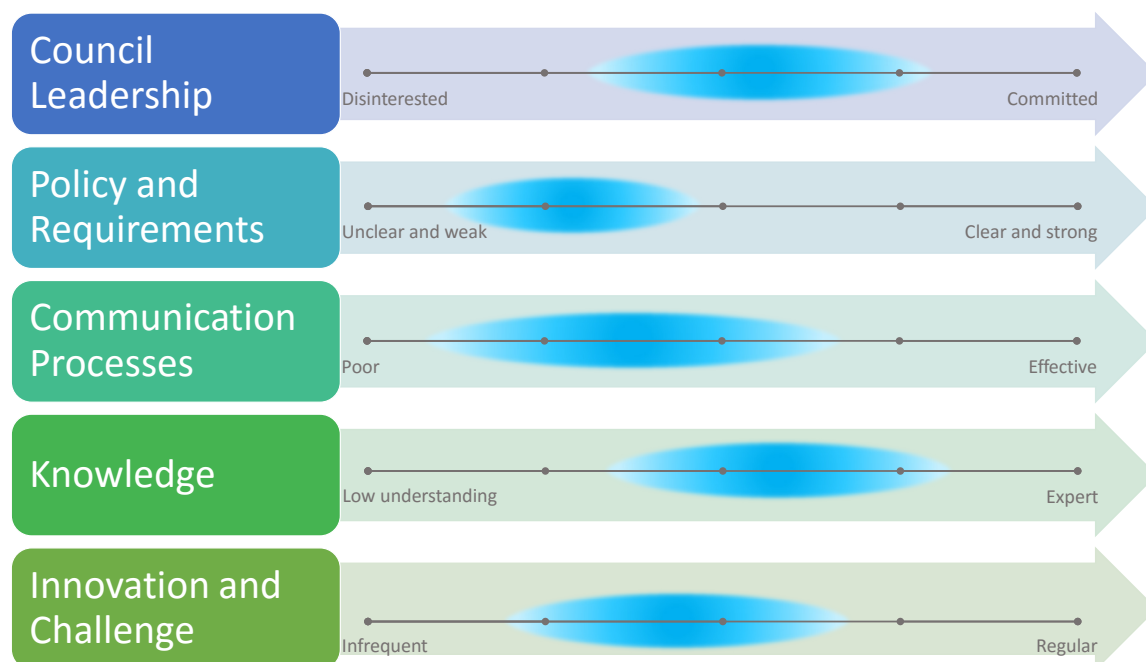 Council
Leadership
Disinterested
Committed
Policy and
Requirements
Unclear and weak
Clear and strong
Communication
Processes
Poor
Effective
Knowledge
Low understanding
Expert
Innovation and
Challenge
Infrequent
Regular